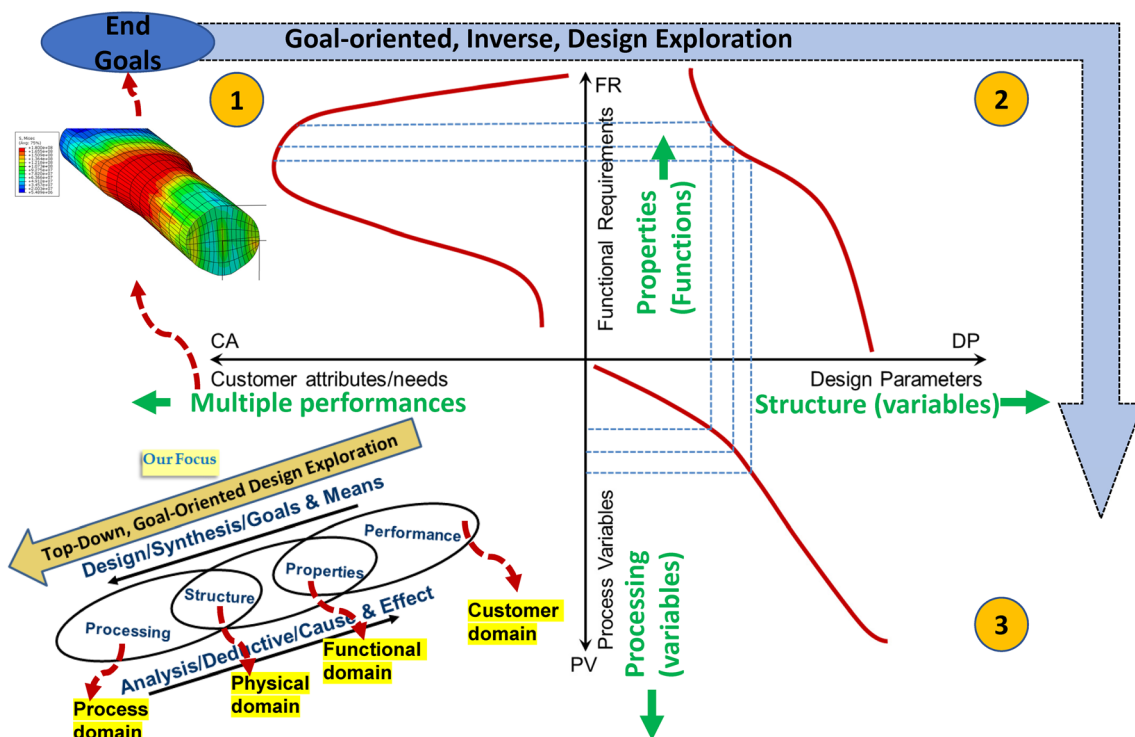 End
Goals
Goal-oriented, Inverse, Design Exploration
1
2
FR
Functional Requirements
Properties
(Functions)
S, Mises
(Avg: 75%)
CA
DP
Customer attributes/needs
Design Parameters
Multiple performances
Structure (variables)
Our Focus
Top-Down, Goal-Oriented Design Exploration
Design/Synthesis/Goals & Means
Performance
Properties
Structure
Processing
Analysis/Deductive/Cause & Effect
Customer
domain
Functional
domain
Physical
domain
Process
domain
Process Variables
Processing
(variables)
PV
3